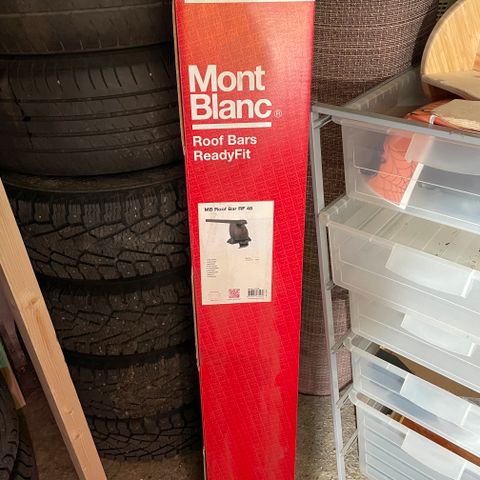 Mont
Blanc®
Roof Bars
ReadyFit
MB Roof Bar RF 48